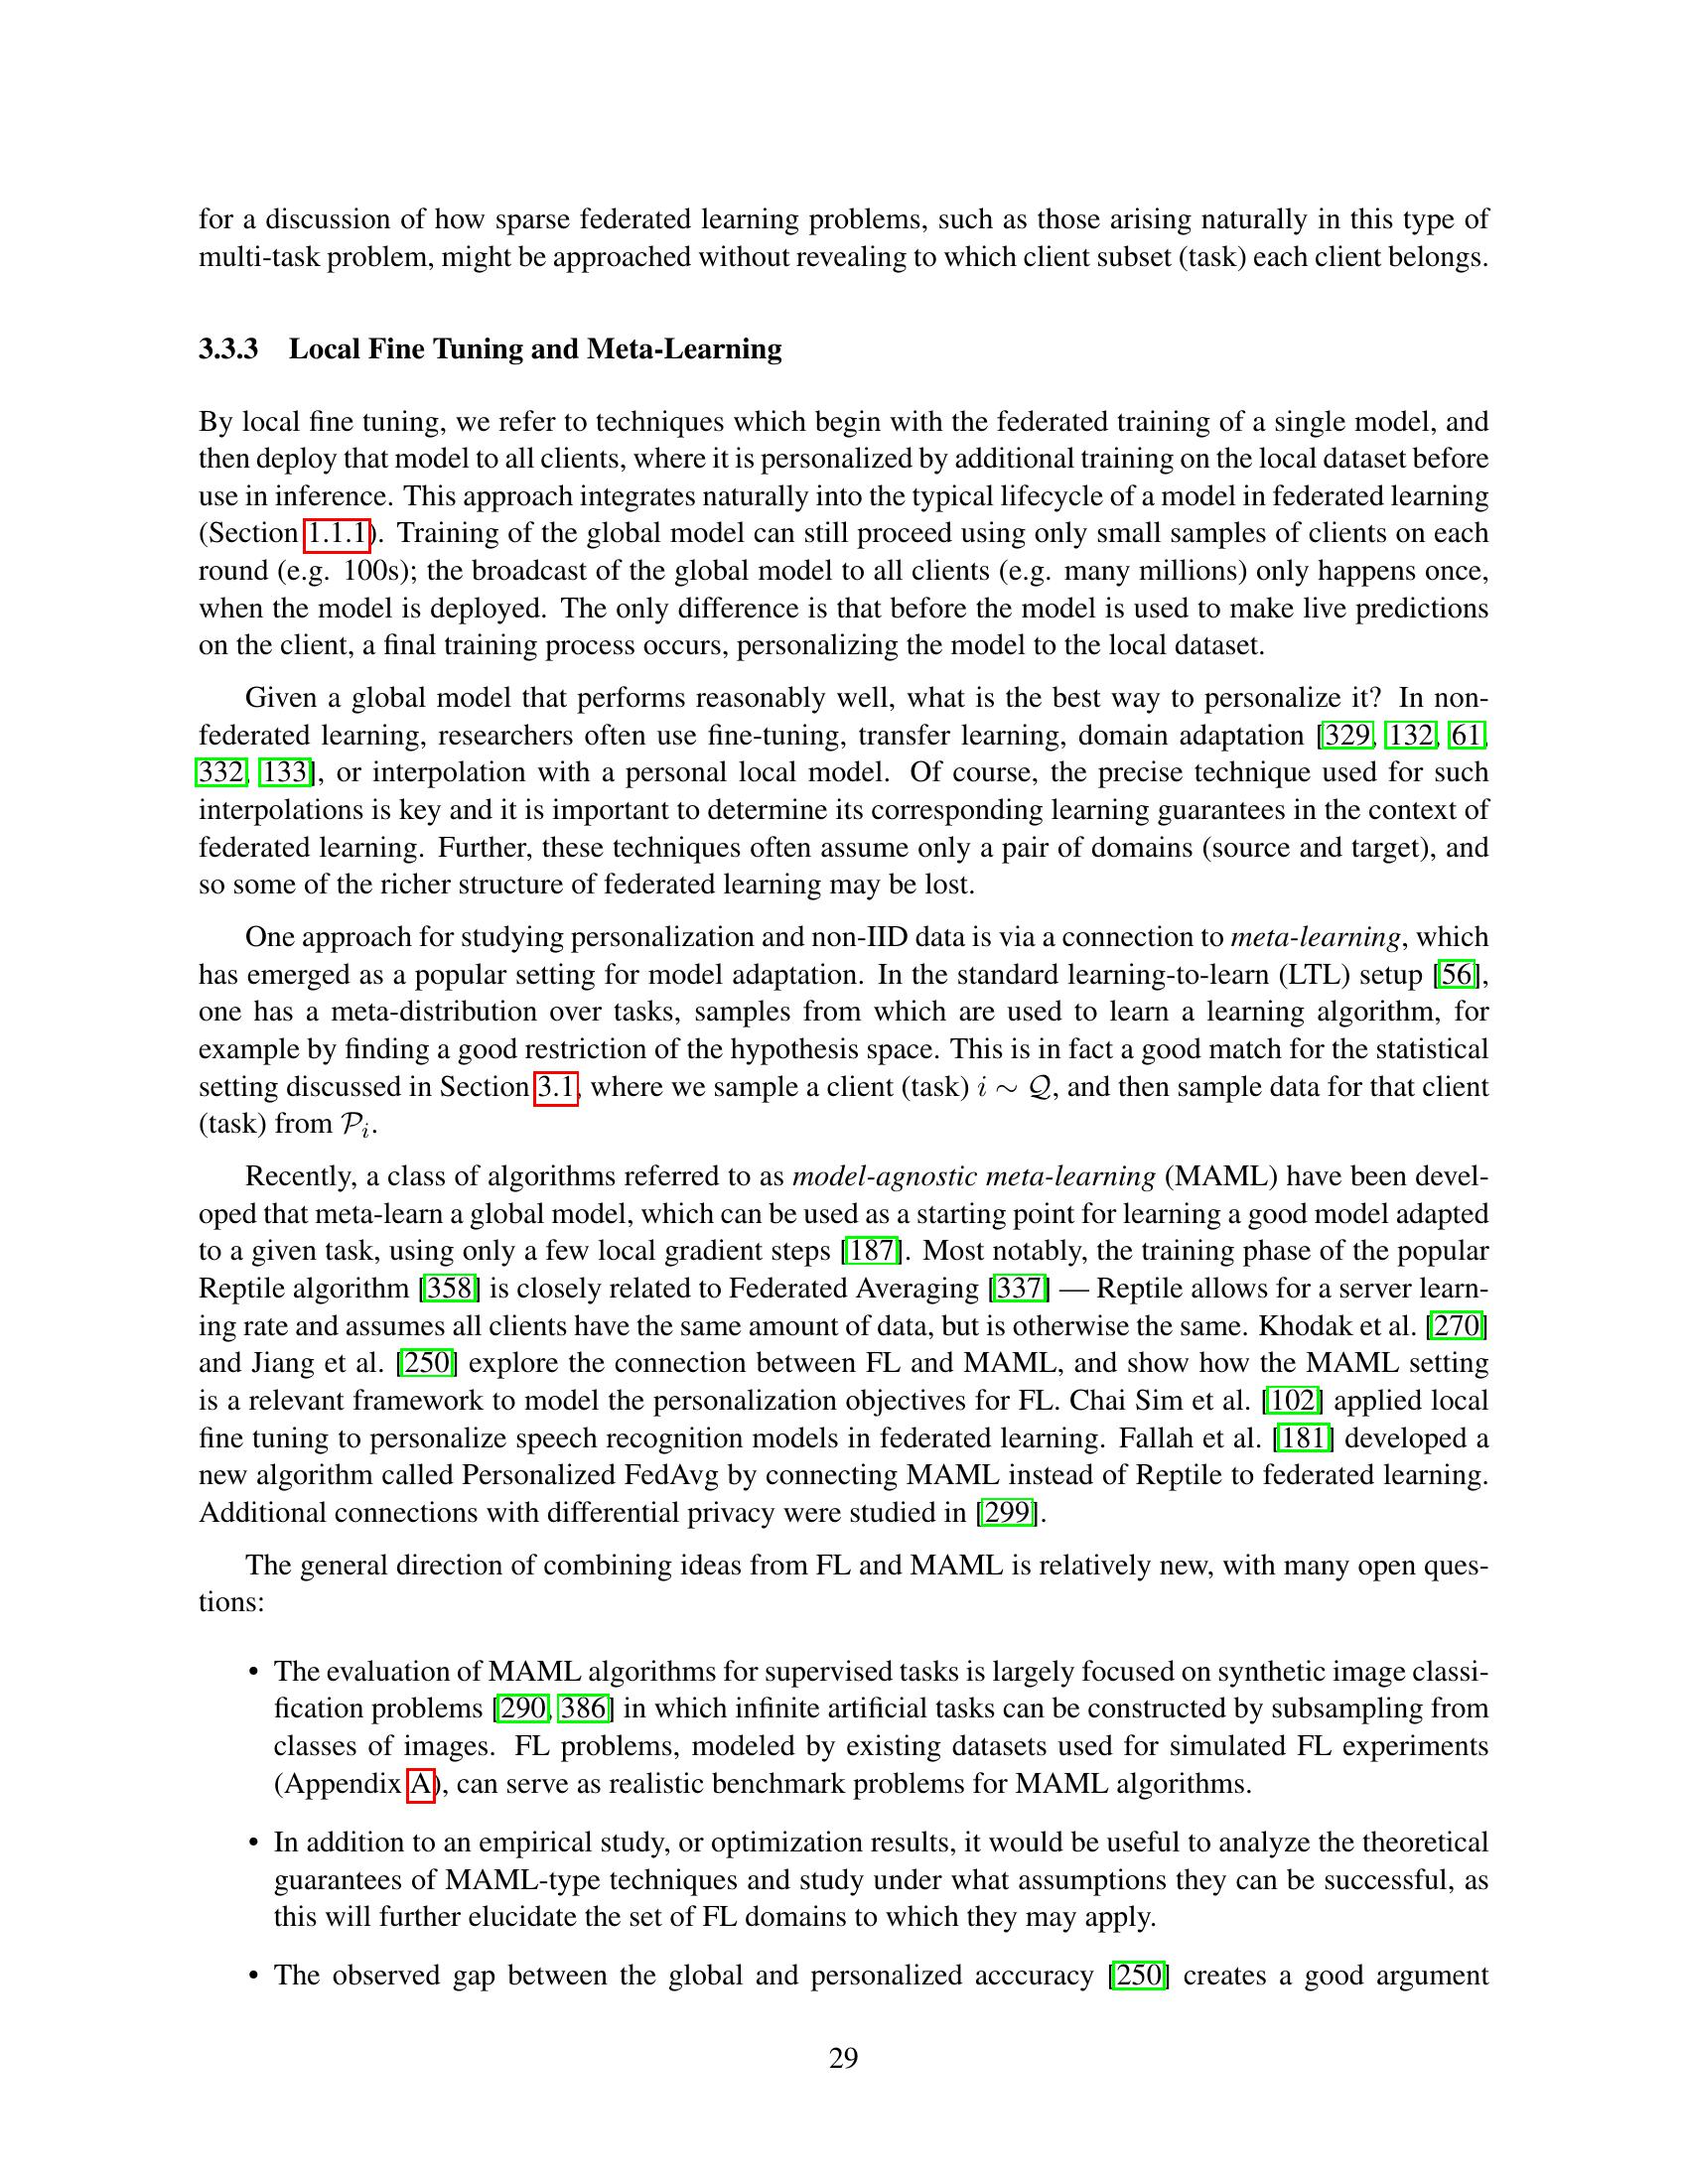 for a discussion of how sparse federated learning problems, such as those arising naturally in this type of
multi-task problem, might be approached without revealing to which client subset (task) each client belongs.
3.3.3 Local Fine Tuning and Meta-Learning
By local fine tuning, we refer to techniques which begin with the federated training of a single model, and
then deploy that model to all clients, where it is personalized by additional training on the local dataset before
use in inference. This approach integrates naturally into the typical lifecycle of a model in federated learning
(Section 1.1.1). Training of the global model can still proceed using only small samples of clients on each
round (e.g. 100s); the broadcast of the global model to all clients (e.g. many millions) only happens once,
when the model is deployed. The only difference is that before the model is used to make live predictions
on the client, a final training process occurs, personalizing the model to the local dataset.
Given a global model that performs reasonably well, what is the best way to personalize it? In non-
federated learning, researchers often use fine-tuning, transfer learning, domain adaptation [329, 132, 61,
332, 133], or interpolation with a personal local model. Of course, the precise technique used for such
interpolations is key and it is important to determine its corresponding learning guarantees in the context of
federated learning. Further, these techniques often assume only a pair of domains (source and target), and
so some of the richer structure of federated learning may be lost.
One approach for studying personalization and non-IID data is via a connection to meta-learning, which
has emerged as a popular setting for model adaptation. In the standard learning-to-learn (LTL) setup [56],
one has a meta-distribution over tasks, samples from which are used to learn a learning algorithm, for
example by finding a good restriction of the hypothesis space. This is in fact a good match for the statistical
setting discussed in Section 3.1, where we sample a client (task) i ∼ Q, and then sample data for that client
(task) from P_i.
Recently, a class of algorithms referred to as model-agnostic meta-learning (MAML) have been devel-
oped that meta-learn a global model, which can be used as a starting point for learning a good model adapted
to a given task, using only a few local gradient steps [187]. Most notably, the training phase of the popular
Reptile algorithm [358] is closely related to Federated Averaging [337] — Reptile allows for a server learn-
ing rate and assumes all clients have the same amount of data, but is otherwise the same. Khodak et al. [270]
and Jiang et al. [250] explore the connection between FL and MAML, and show how the MAML setting
is a relevant framework to model the personalization objectives for FL. Chai Sim et al. [102] applied local
fine tuning to personalize speech recognition models in federated learning. Fallah et al. [181] developed a
new algorithm called Personalized FedAvg by connecting MAML instead of Reptile to federated learning.
Additional connections with differential privacy were studied in [299].
The general direction of combining ideas from FL and MAML is relatively new, with many open ques-
tions:
• The evaluation of MAML algorithms for supervised tasks is largely focused on synthetic image classi-
fication problems [290, 386] in which infinite artificial tasks can be constructed by subsampling from
classes of images. FL problems, modeled by existing datasets used for simulated FL experiments
(Appendix A), can serve as realistic benchmark problems for MAML algorithms.
• In addition to an empirical study, or optimization results, it would be useful to analyze the theoretical
guarantees of MAML-type techniques and study under what assumptions they can be successful, as
this will further elucidate the set of FL domains to which they may apply.
• The observed gap between the global and personalized acccuracy [250] creates a good argument
29